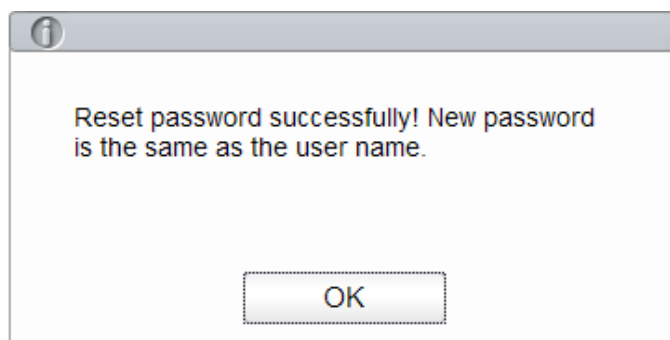 Reset password successfully! New password
is the same as the user name.
OK